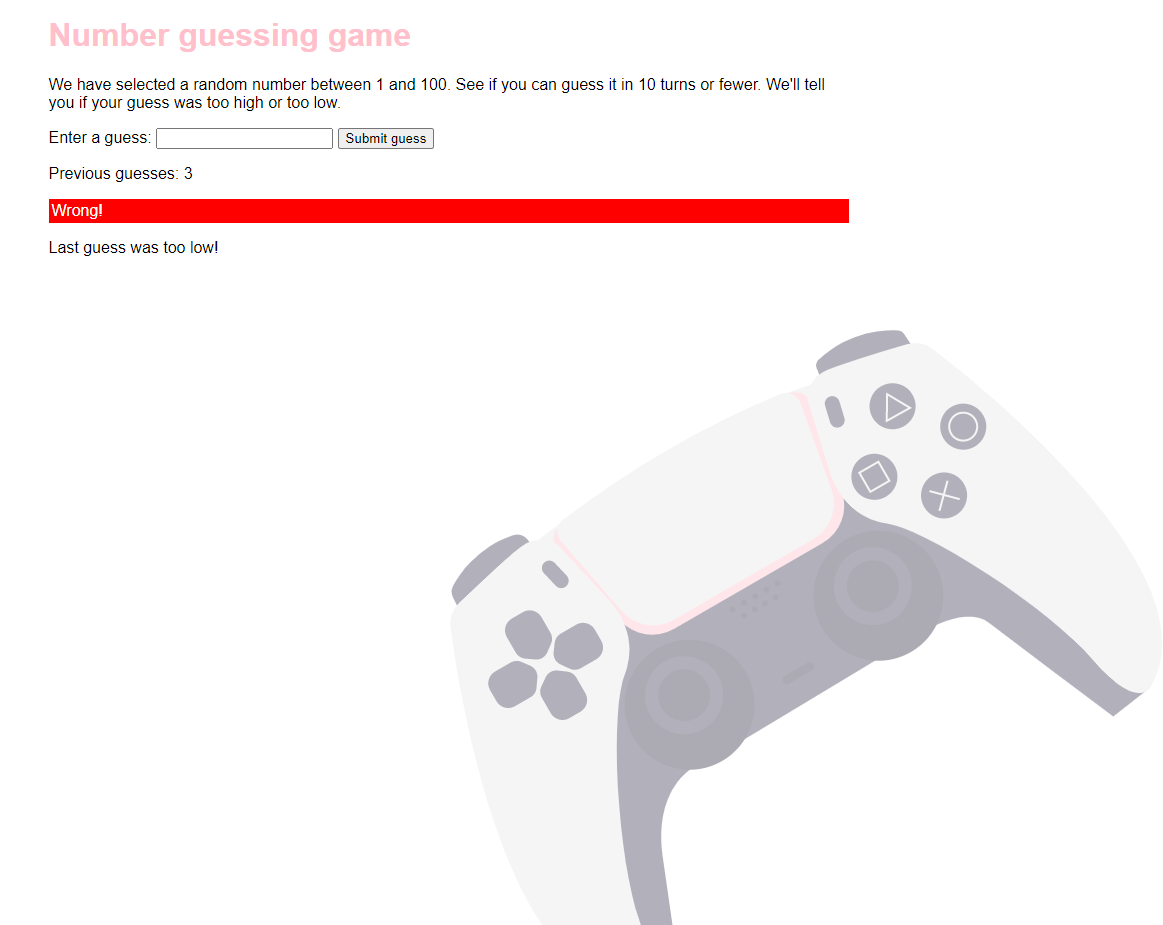 Number guessing game
We have selected a random number between 1 and 100. See if you can guess it in 10 turns or fewer. We'll tell
you if your guess was too high or too low.
Enter a guess: Submit guess
Previous guesses: 3
Wrong!
Last guess was too low!